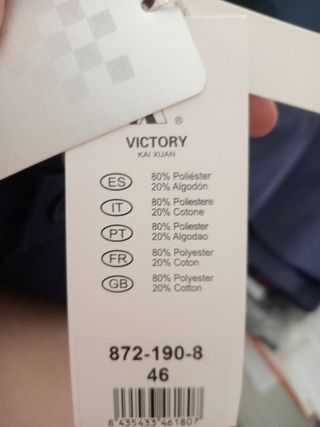 ®
VICTORY
KAI XUAN
ES 80% Poliéster
20% Algodón
IT 80% Poliestere
20% Cotone
PT 80% Poliester
20% Algodao
FR 80% Polyester
20% Coton
GB 80% Polyester
20% Cotton
872-190-8
46
8 435433 461807